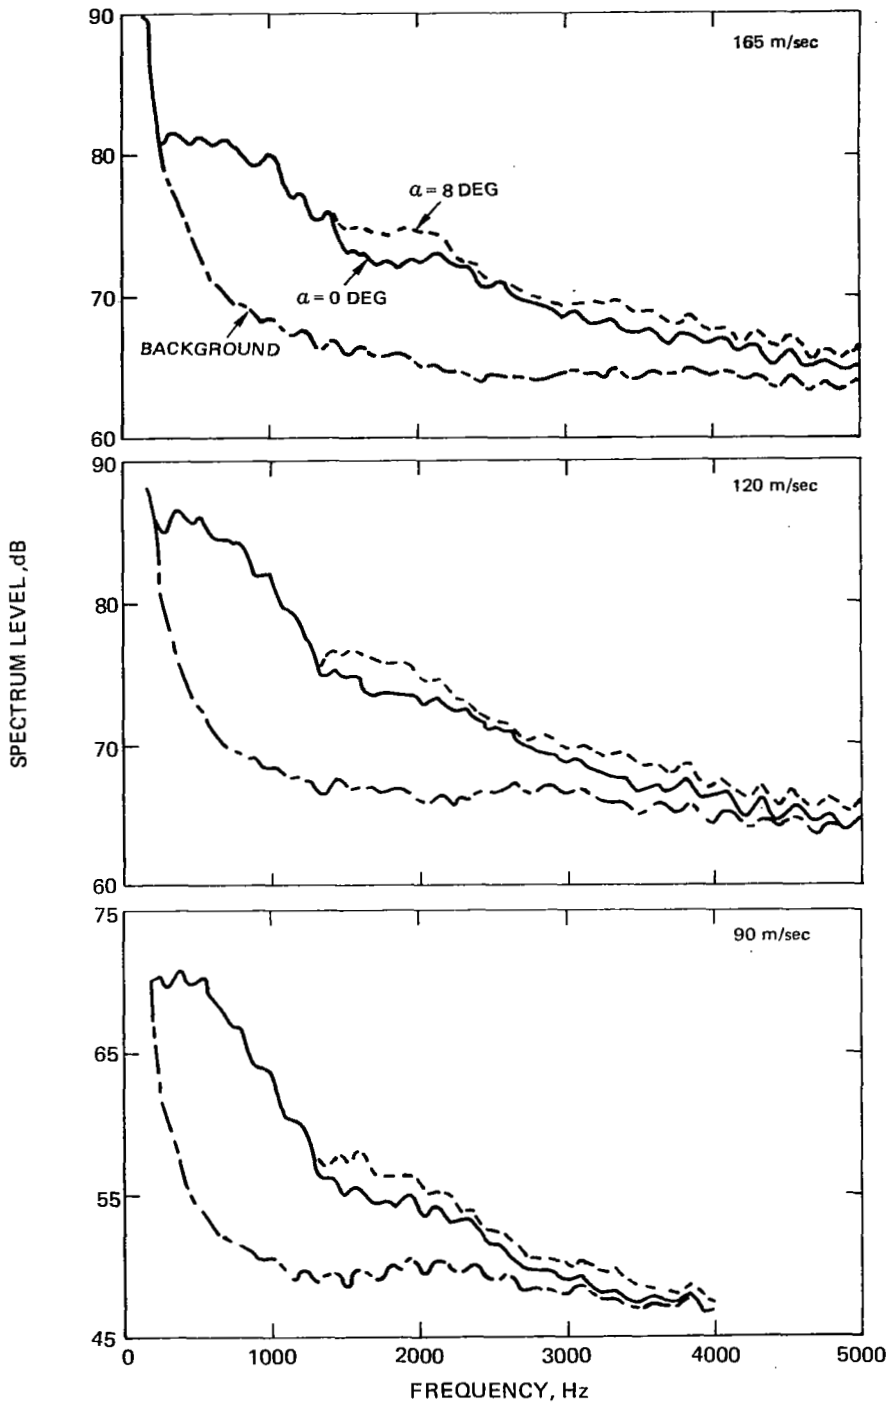 90
165 m/sec
80
α = 8 DEG
α = 0 DEG
70
BACKGROUND
60
90
120 m/sec
80
SPECTRUM LEVEL ,dB
70
60
75
90 m/sec
65
55
45
0 1000 2000 3000 4000 5000
FREQUENCY, Hz